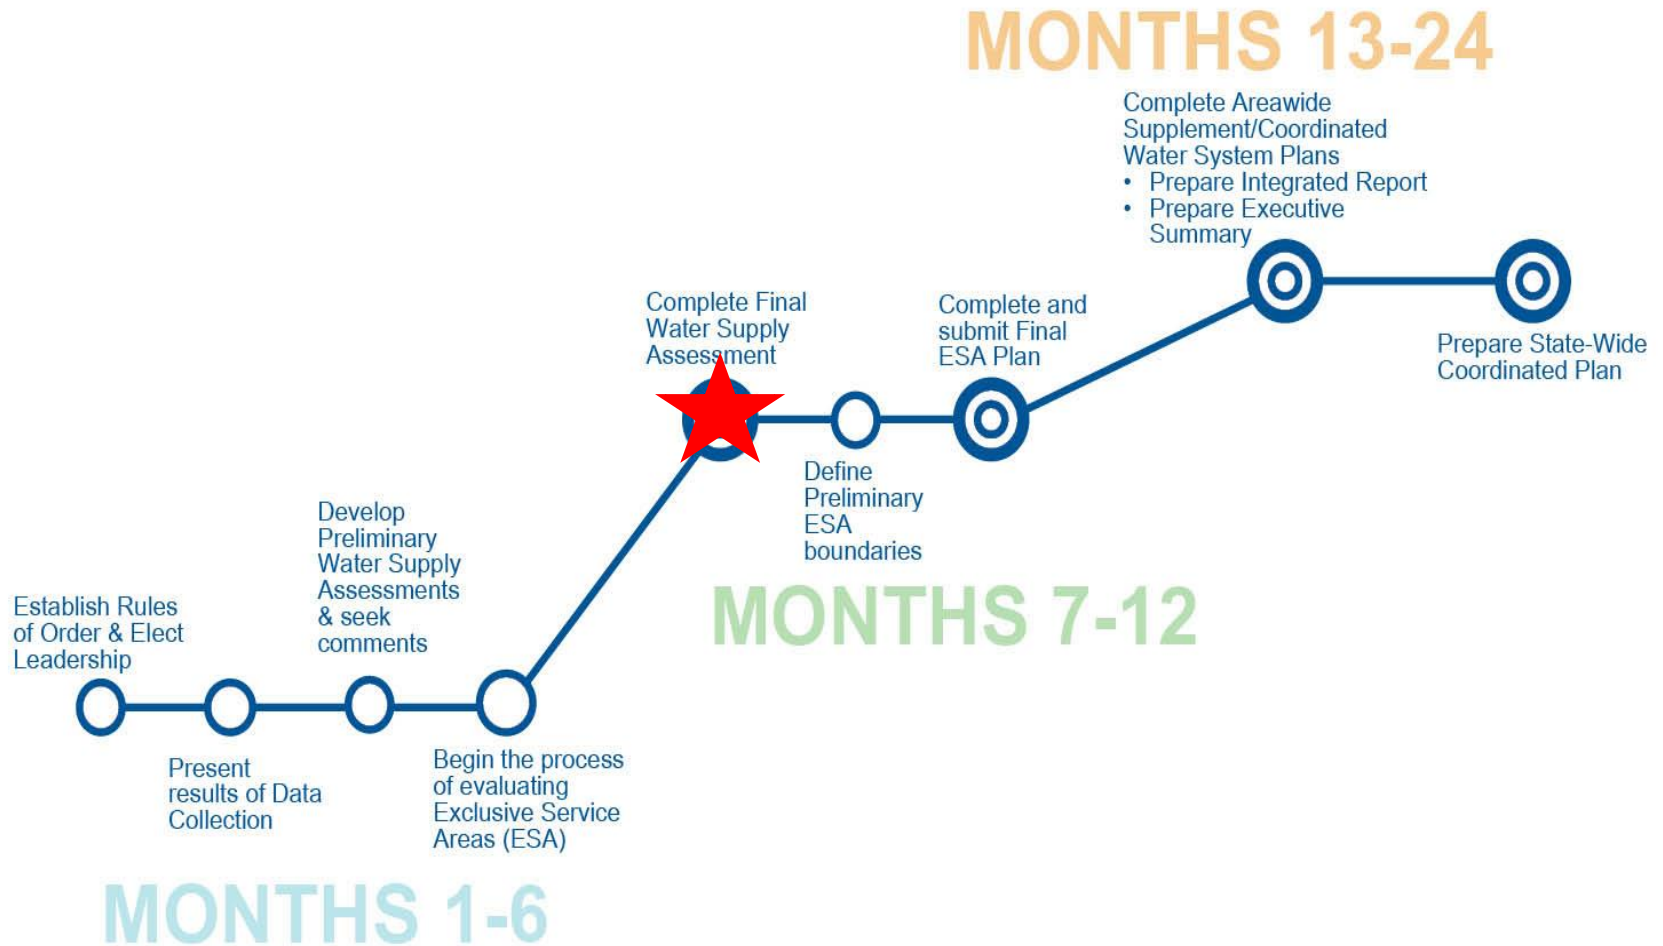 MONTHS 13-24
Complete Areawide
Supplement/Coordinated
Water System Plans
• Prepare Integrated Report
• Prepare Executive
Summary
Complete Final
Water Supply
Assessment
Complete and
submit Final
ESA Plan
Prepare State-Wide
Coordinated Plan
Define
Preliminary
ESA
boundaries
MONTHS 7-12
Develop
Preliminary
Water Supply
Assessments
& seek
comments
Establish Rules
of Order & Elect
Leadership
Present
results of Data
Collection
Begin the process
of evaluating
Exclusive Service
Areas (ESA)
MONTHS 1-6